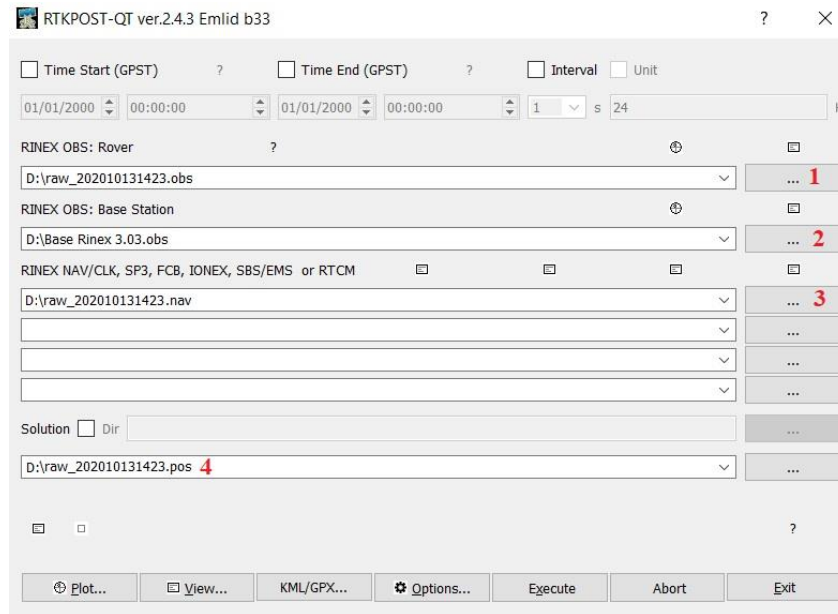 RTKPOST-QT ver.2.4.3 Emlid b33 ?
Time Start (GPST) ? Time End (GPST) ? Interval Unit
01/01/2000 00:00:00 01/01/2000 00:00:00 1 s 24
RINEX OBS: Rover ?
D:\raw_202010131423.obs ... 1
RINEX OBS: Base Station
D:\Base Rinex 3.03.obs ... 2
RINEX NAV/CLK, SP3, FCB, IONEX, SBS/EMS or RTCM
D:\raw_202010131423.nav ... 3
...
...
...
Solution Dir ...
D:\raw_202010131423.pos 4 ...
?
Plot... View... KML/GPX... Options... Execute Abort Exit